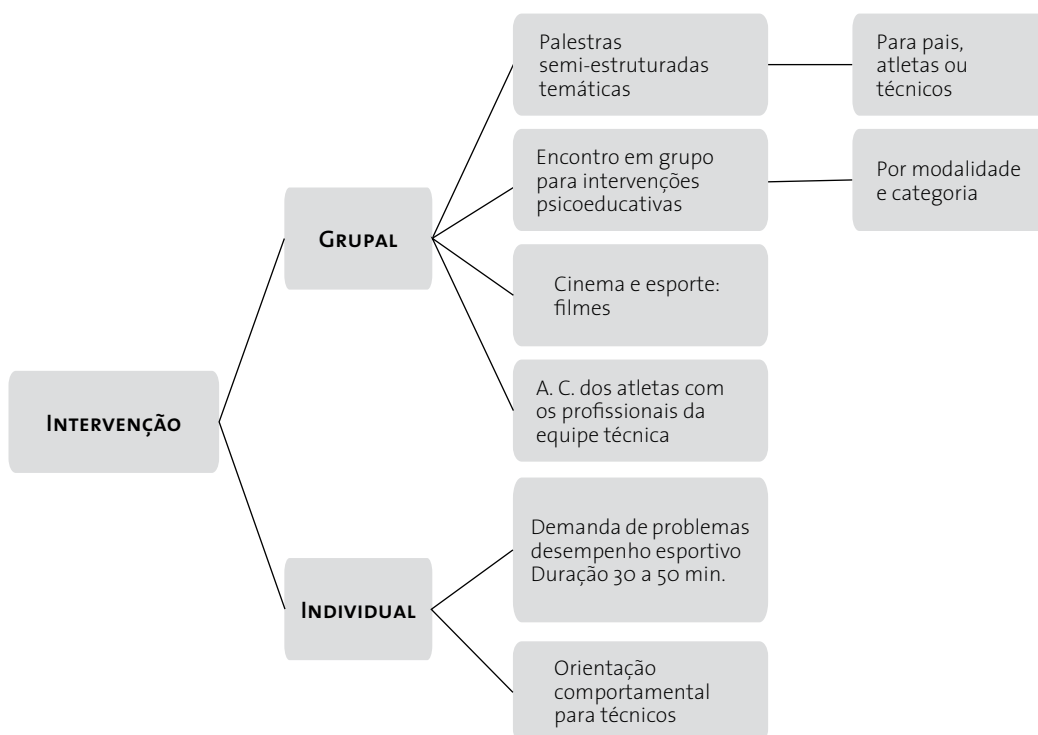 Palestras
semi-estruturadas
temáticas
Para pais,
atletas ou
técnicos
Encontro em grupo
para intervenções
psicoeducativas
Por modalidade
e categoria
Grupal
Cinema e esporte:
filmes
A. C. dos atletas com
os profissionais da
equipe técnica
Intervenção
Demanda de problemas
desempenho esportivo
Duração 30 a 50 min.
Individual
Orientação
comportamental
para técnicos